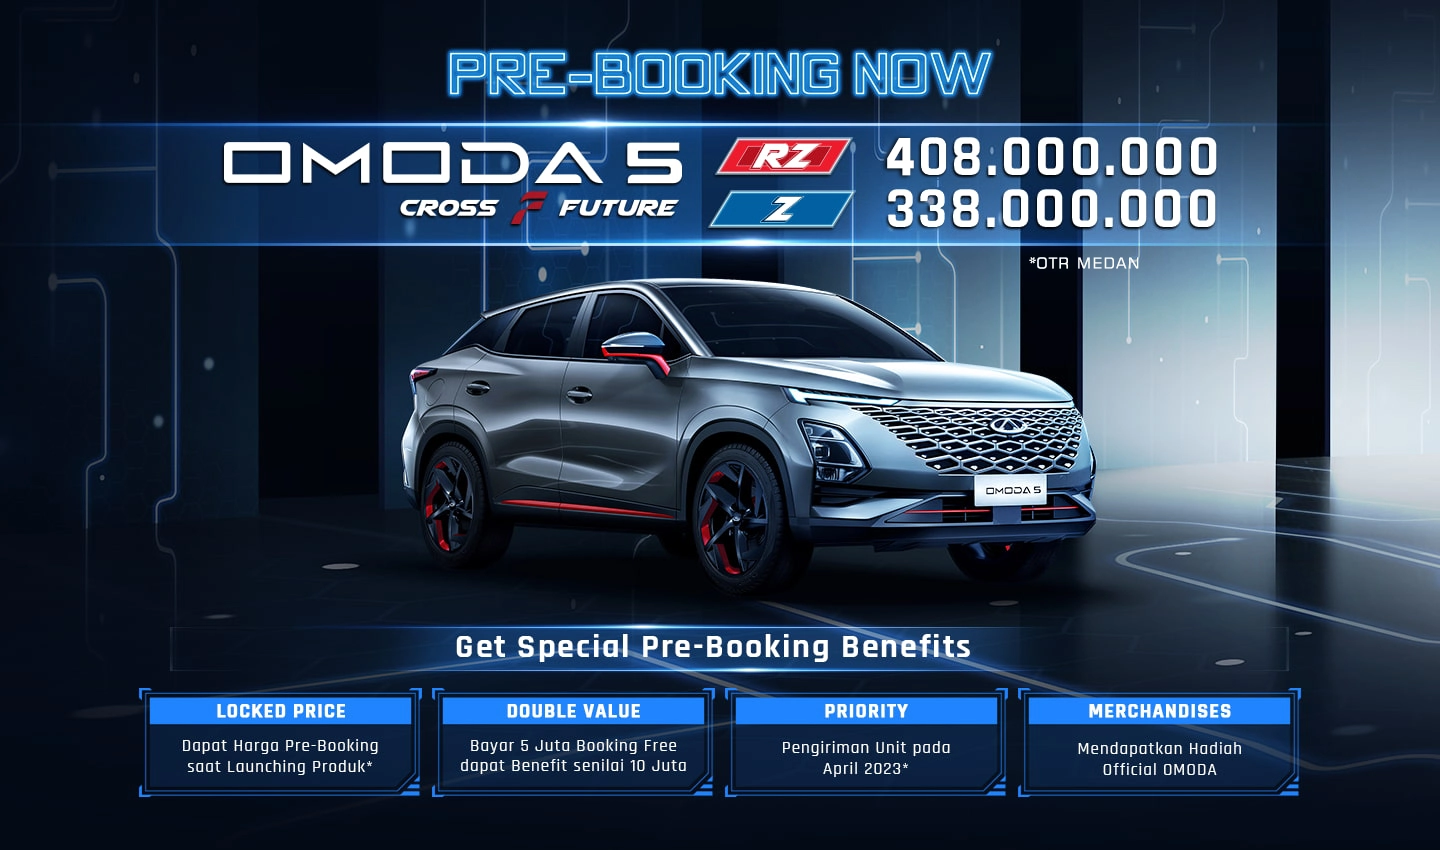 PRE-BOOKING NOW
OMODA 5
CROSS F FUTURE
RZ 408.000.000
Z 338.000.000
*OTR MEDAN
OMODA 5
Get Special Pre-Booking Benefits
LOCKED PRICE
Dapat Harga Pre-Booking
saat Launching Produk*
DOUBLE VALUE
Bayar 5 Juta Booking Free
dapat Benefit senilai 10 Juta
PRIORITY
Pengiriman Unit pada
April 2023*
MERCHANDISES
Mendapatkan Hadiah
Official OMODA